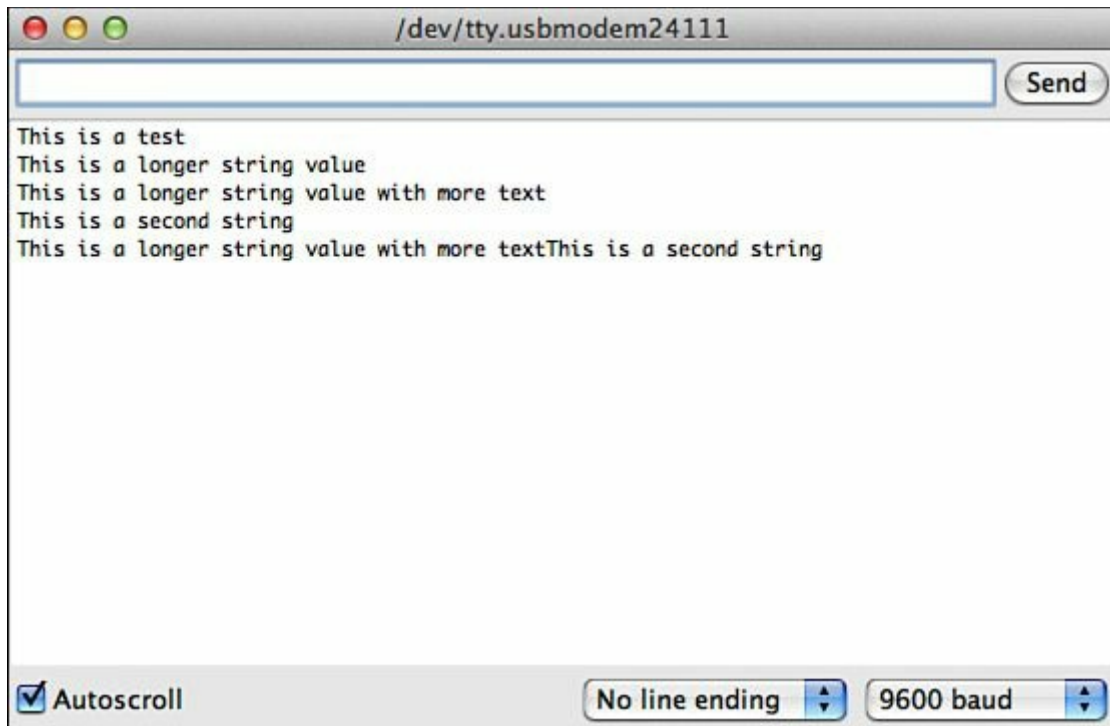 /dev/tty.usbmodem24111
Send
This is a test
This is a longer string value
This is a longer string value with more text
This is a second string
This is a longer string value with more textThis is a second string
Autoscroll
No line ending
9600 baud